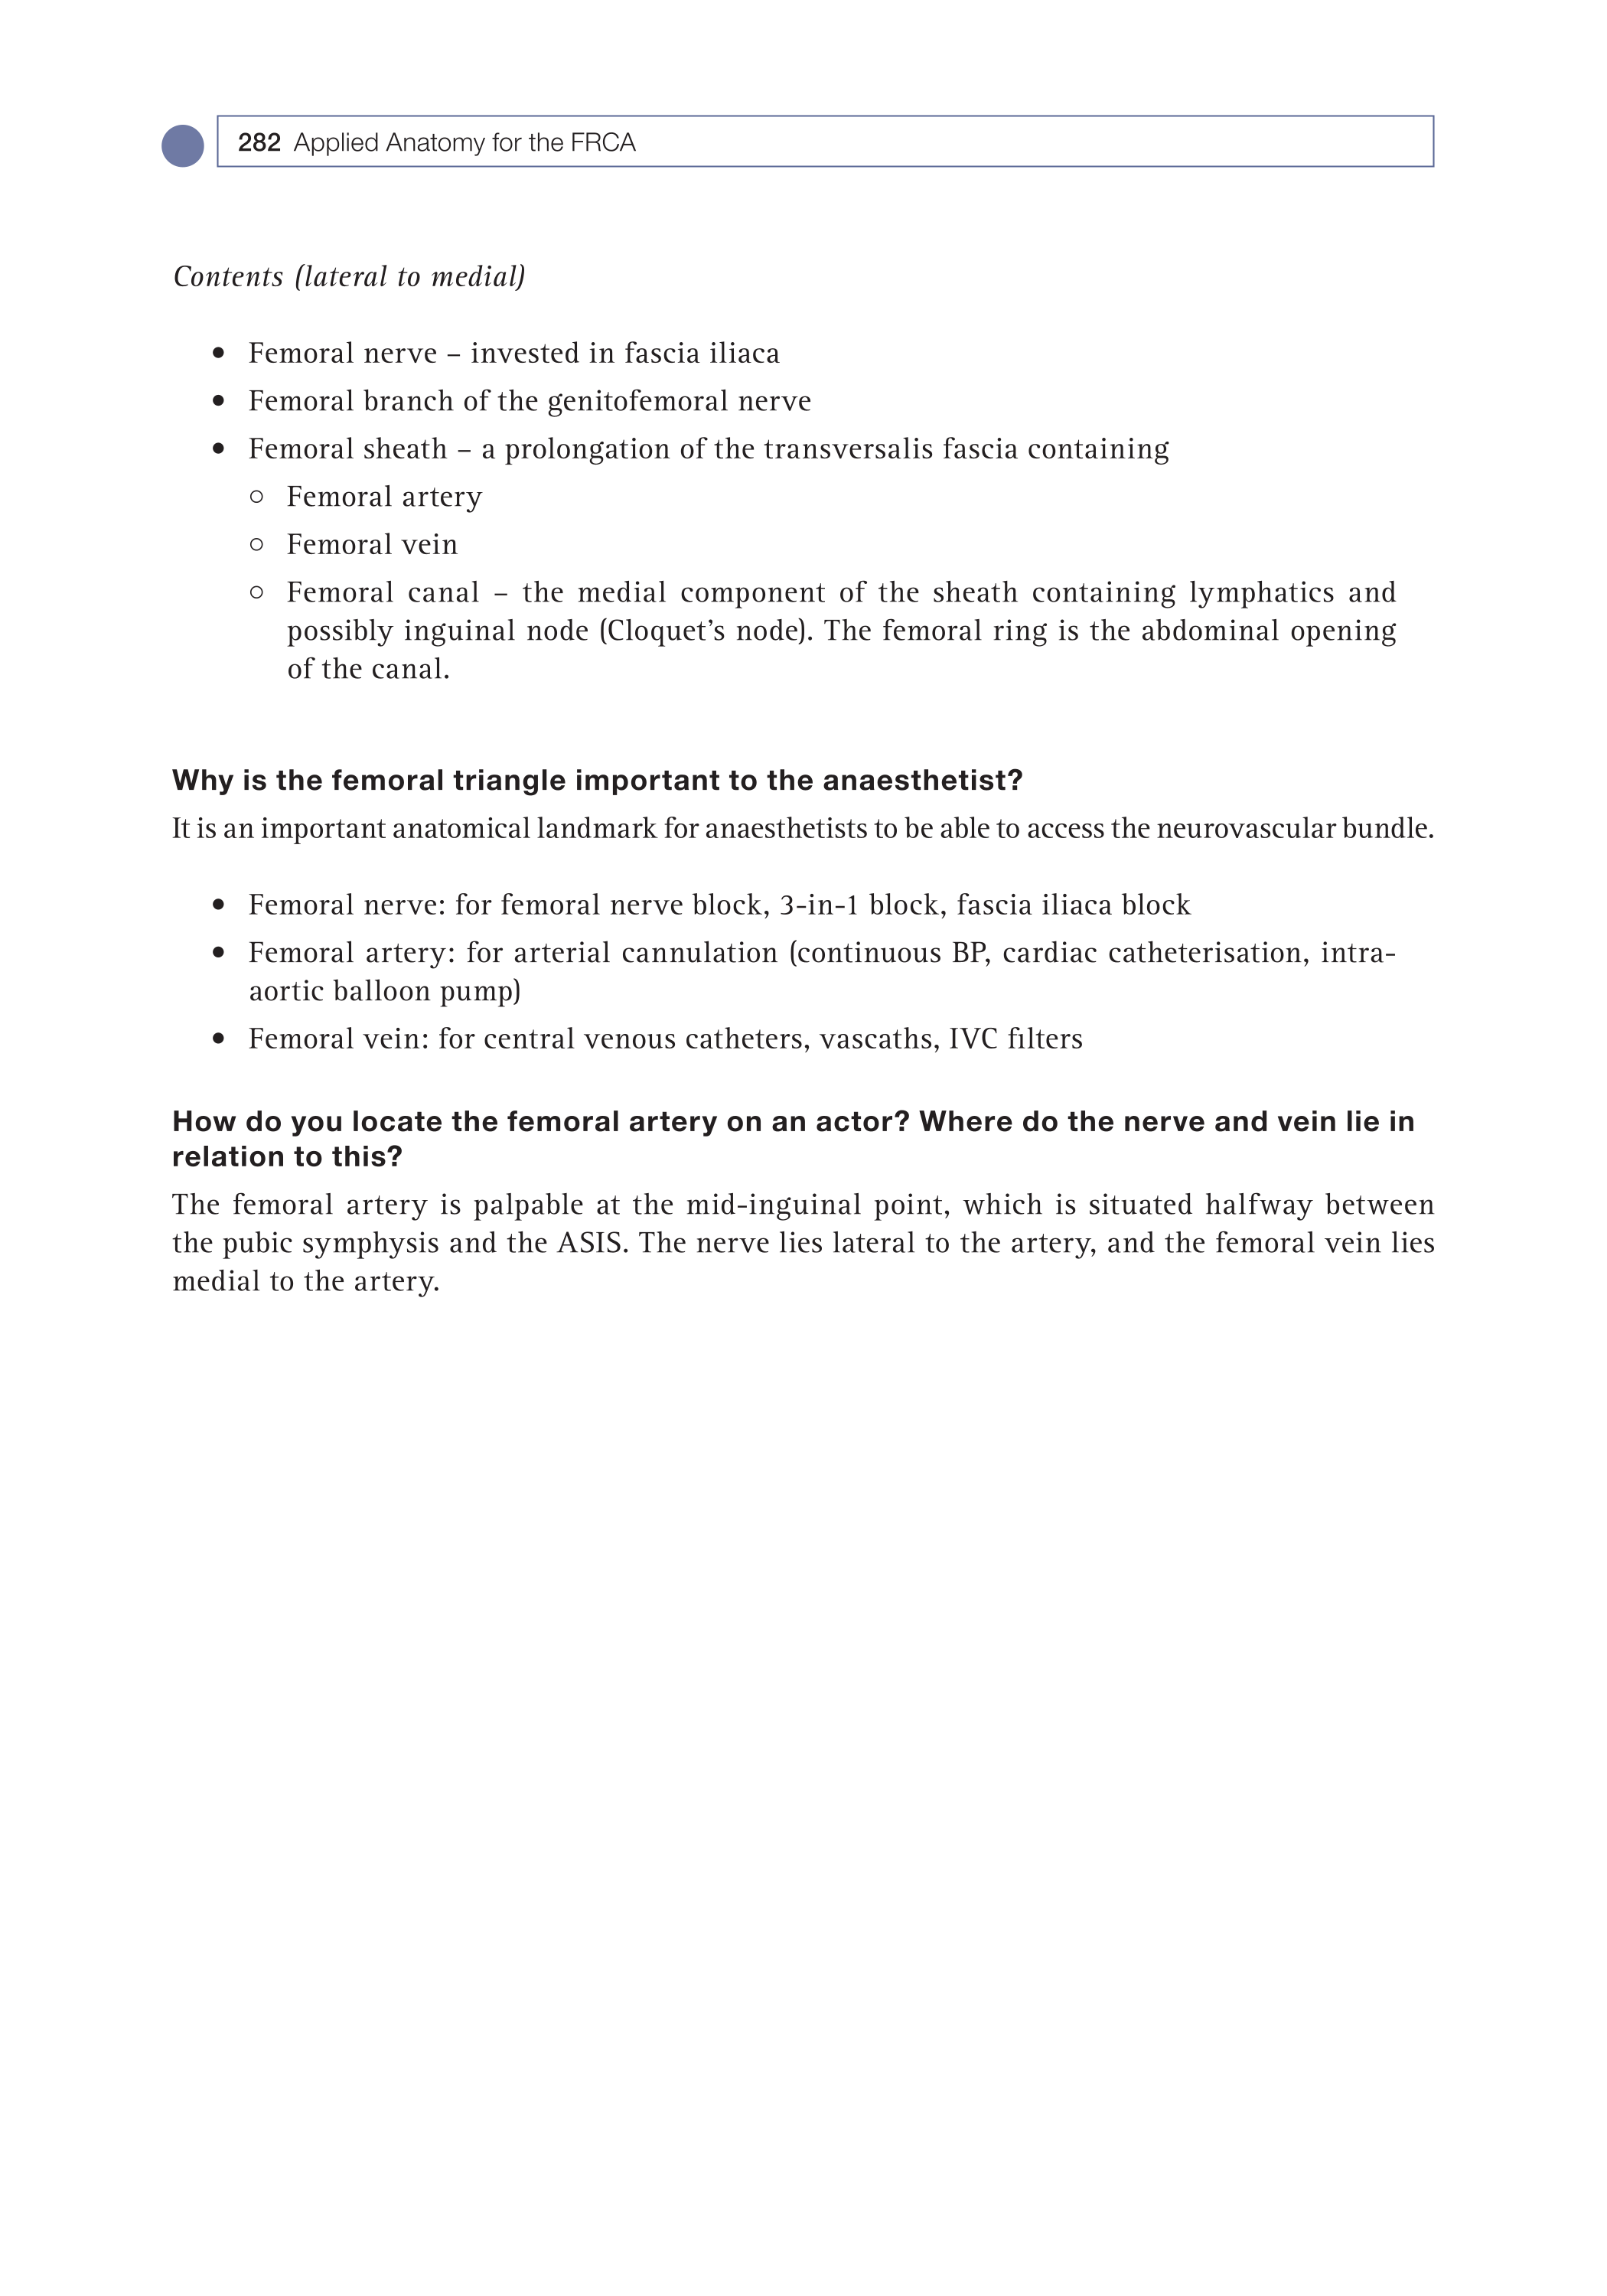 282 Applied Anatomy for the FRCA
Contents (lateral to medial)
• Femoral nerve – invested in fascia iliaca
• Femoral branch of the genitofemoral nerve
• Femoral sheath – a prolongation of the transversalis fascia containing
○ Femoral artery
○ Femoral vein
○ Femoral canal – the medial component of the sheath containing lymphatics and
possibly inguinal node (Cloquet’s node). The femoral ring is the abdominal opening
of the canal.
Why is the femoral triangle important to the anaesthetist?
It is an important anatomical landmark for anaesthetists to be able to access the neurovascular bundle.
• Femoral nerve: for femoral nerve block, 3-in-1 block, fascia iliaca block
• Femoral artery: for arterial cannulation (continuous BP, cardiac catheterisation, intra-
aortic balloon pump)
• Femoral vein: for central venous catheters, vascaths, IVC filters
How do you locate the femoral artery on an actor? Where do the nerve and vein lie in
relation to this?
The femoral artery is palpable at the mid-inguinal point, which is situated halfway between
the pubic symphysis and the ASIS. The nerve lies lateral to the artery, and the femoral vein lies
medial to the artery.